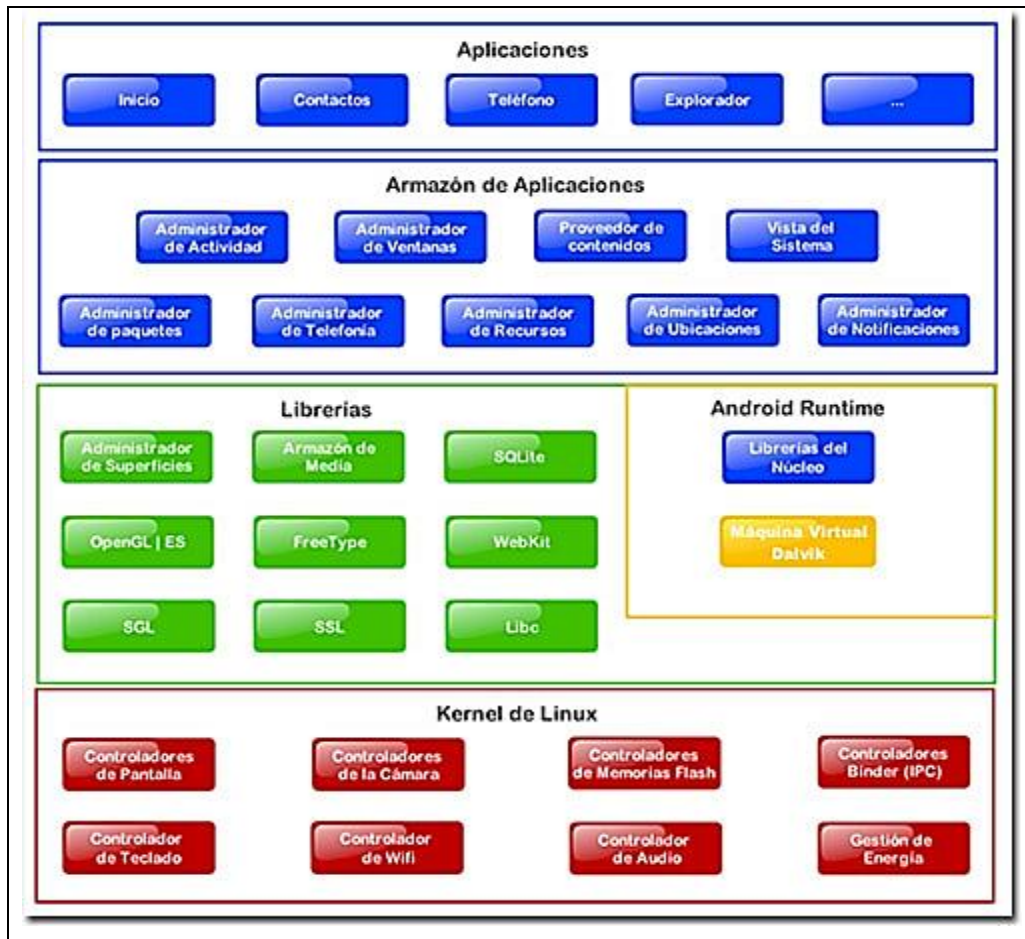 Aplicaciones
Inicio
Contactos
Teléfono
Explorador
...
Armazón de Aplicaciones
Administrador
de Actividad
Administrador
de Ventanas
Proveedor de
contenidos
Vista del
Sistema
Administrador
de paquetes
Administrador
de Telefonía
Administrador
de Recursos
Administrador
de Ubicaciones
Administrador
de Notificaciones
Librerías
Administrador
de Superficies
Armazón de
Media
SQLite
OpenGL | ES
FreeType
WebKit
SGL
SSL
Libc
Android Runtime
Librerías del
Núcleo
Máquina Virtual
Dalvik
Kernel de Linux
Controladores
de Pantalla
Controladores
de la Cámara
Controladores
de Memorias Flash
Controladores
Binder (IPC)
Controlador
de Teclado
Controlador
de Wifi
Controlador
de Audio
Gestión de
Energía